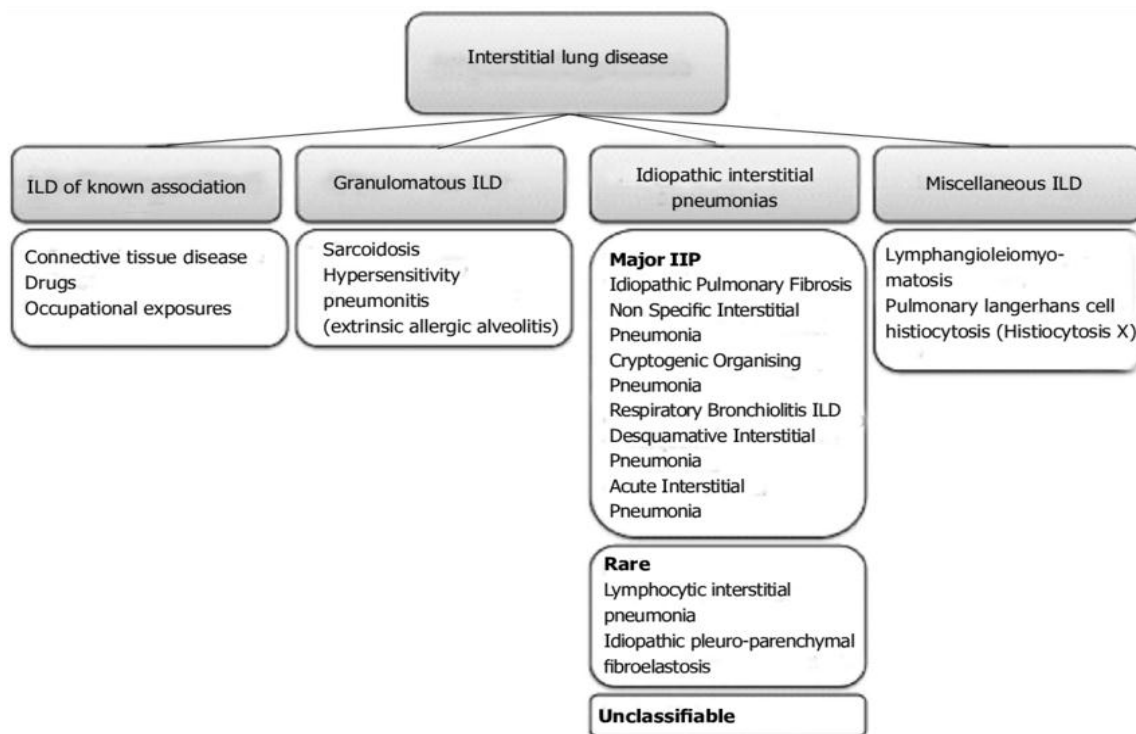 Interstitial lung disease
ILD of known association
Connective tissue disease
Drugs
Occupational exposures
Granulomatous ILD
Sarcoidosis
Hypersensitivity
pneumonitis
(extrinsic allergic alveolitis)
Idiopathic interstitial
pneumonias
Major IIP
Idiopathic Pulmonary Fibrosis
Non Specific Interstitial
Pneumonia
Cryptogenic Organising
Pneumonia
Respiratory Bronchiolitis ILD
Desquamative Interstitial
Pneumonia
Acute Interstitial
Pneumonia
Rare
Lymphocytic interstitial
pneumonia
Idiopathic pleuro-parenchymal
fibroelastosis
Unclassifiable
Miscellaneous ILD
Lymphangioleiomyo-
matosis
Pulmonary langerhans cell
histiocytosis (Histiocytosis X)